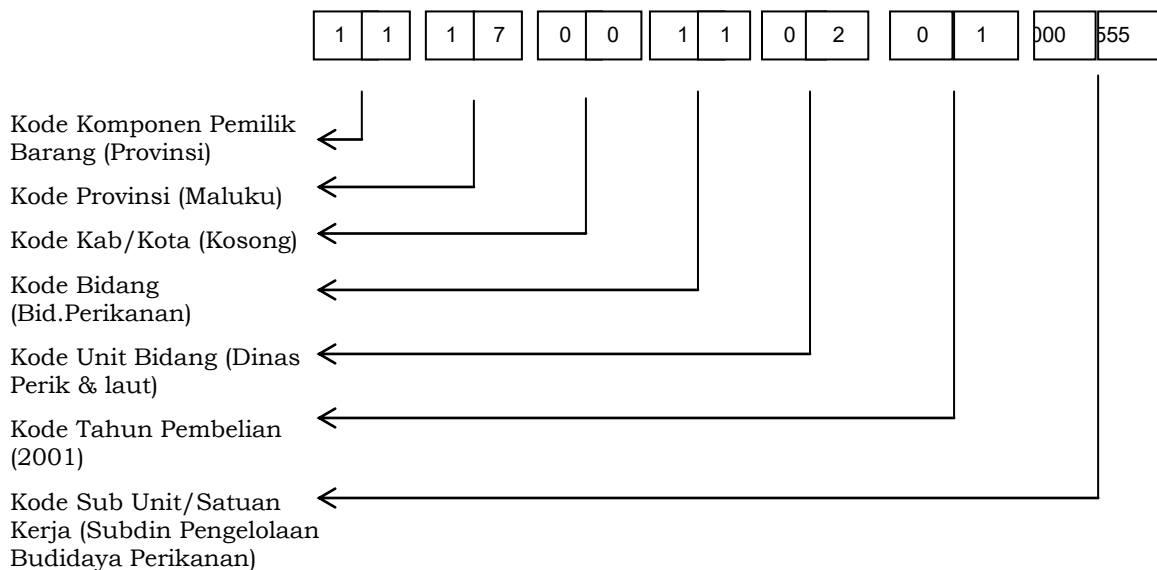 1 1 1 7 0 0 1 1 0 2 0 1 000 555
Kode Komponen Pemilik
Barang (Provinsi)
Kode Provinsi (Maluku)
Kode Kab/Kota (Kosong)
Kode Bidang
(Bid.Perikanan)
Kode Unit Bidang (Dinas
Perik & laut)
Kode Tahun Pembelian
(2001)
Kode Sub Unit/Satuan
Kerja (Subdin Pengelolaan
Budidaya Perikanan)